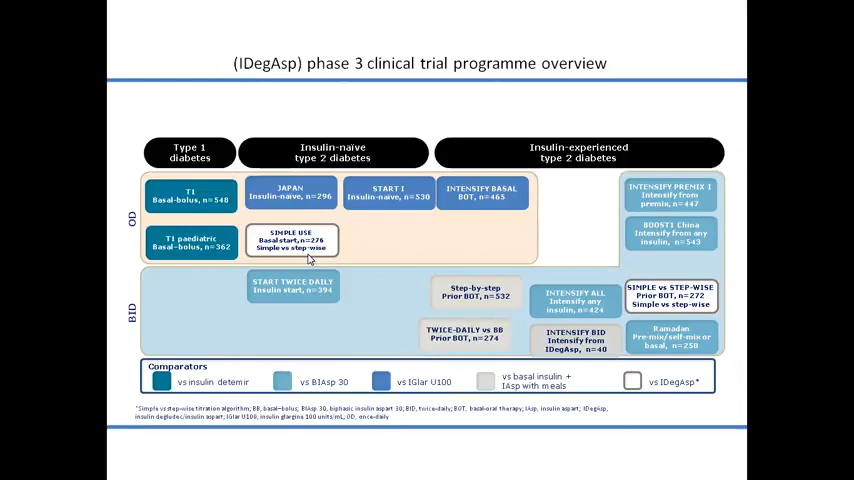 (IDegAsp) phase 3 clinical trial programme overview
Type 1
diabetes
Insulin-naïve
type 2 diabetes
Insulin-experienced
type 2 diabetes
OD
T1
Basal-bolus, n=548
JAPAN
Insulin-naive, n=296
START I
Insulin-naive, n=530
INTENSIFY BASAL
BOT, n=465
INTENSIFY PREMIX I
Intensify from
premix, n=447
T1 paediatric
Basal–bolus, n=362
SIMPLE USE
Basal start, n=276
Simple vs step-wise
BOOST1 China
Intensify from any
insulin, n=543
BID
START TWICE DAILY
Insulin start, n=394
Step-by-step
Prior BOT, n=532
INTENSIFY ALL
Intensify any
insulin, n=424
SIMPLE vs STEP-WISE
Prior BOT, n=272
Simple vs step-wise
TWICE-DAILY vs BB
Prior BOT, n=274
INTENSIFY BID
Intensify from
IDegAsp, n=40
Ramadan
Pre-mix/self-mix or
basal, n=258
Comparators
vs insulin detemir
vs BIAsp 30
vs IGlar U100
vs basal insulin +
IAsp with meals
vs IDegAsp*
*Simple vs step-wise titration algorithm; BB, basal–bolus; BIAsp 30, biphasic insulin aspart 30; BID, twice-daily; BOT, basal-oral therapy; IAsp, insulin aspart; IDegAsp,
insulin degludec/insulin aspart; IGlar U100, insulin glargine 100 units/mL; OD, once-daily